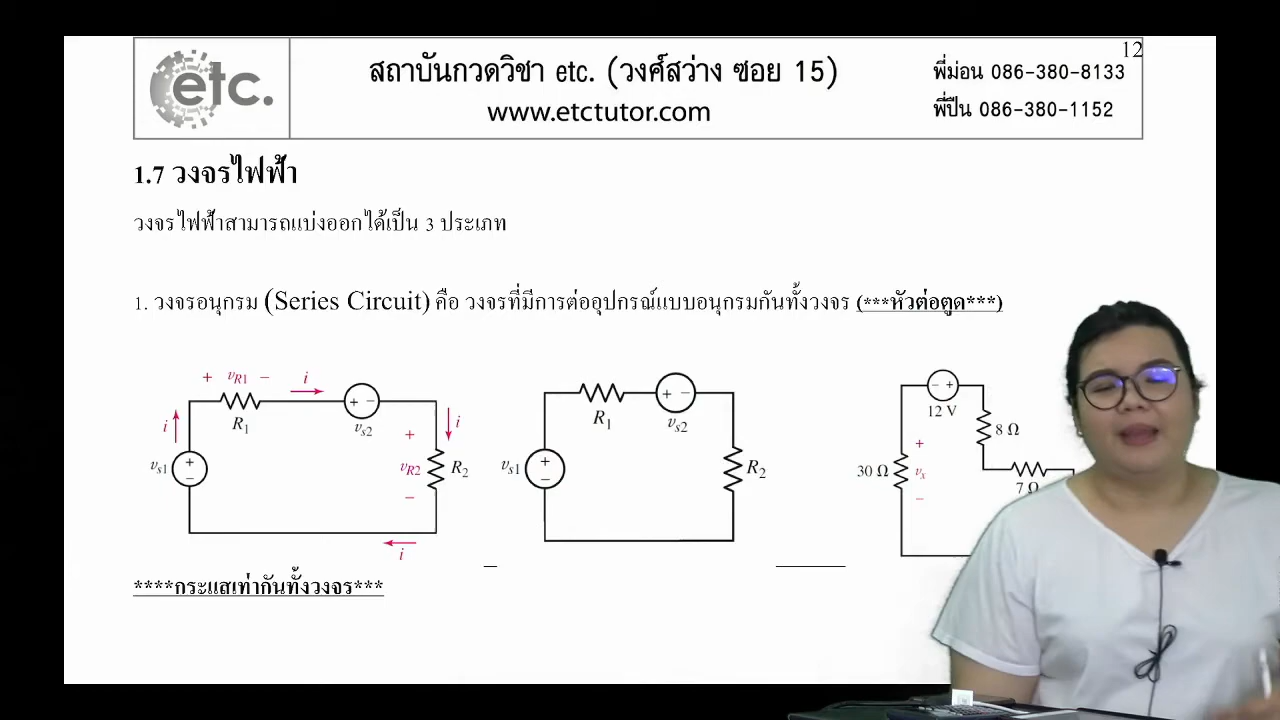 12
etc.
สถาบันกวดวิชา etc. (วงศ์สว่าง ซอย 15)
www.etctutor.com
พี่ม่อน 086-380-8133
พี่ปืน 086-380-1152
1.7 วงจรไฟฟ้า
วงจรไฟฟ้าสามารถแบ่งออกได้เป็น 3 ประเภท
1. วงจรอนุกรม (Series Circuit) คือ วงจรที่มีการต่ออุปกรณ์แบบอนุกรมกันทั้งวงจร (***หัวต่อตูด***)
+ vR1 − i
R1
+ −
vs2
i
i
vs1
+ −
+ vR2 −
R2
i
R1
+ −
vs2
vs1
+ −
R2
− +
12 V
8 Ω
30 Ω
+ vx −
7 Ω
****กระแสเท่ากันทั้งวงจร***